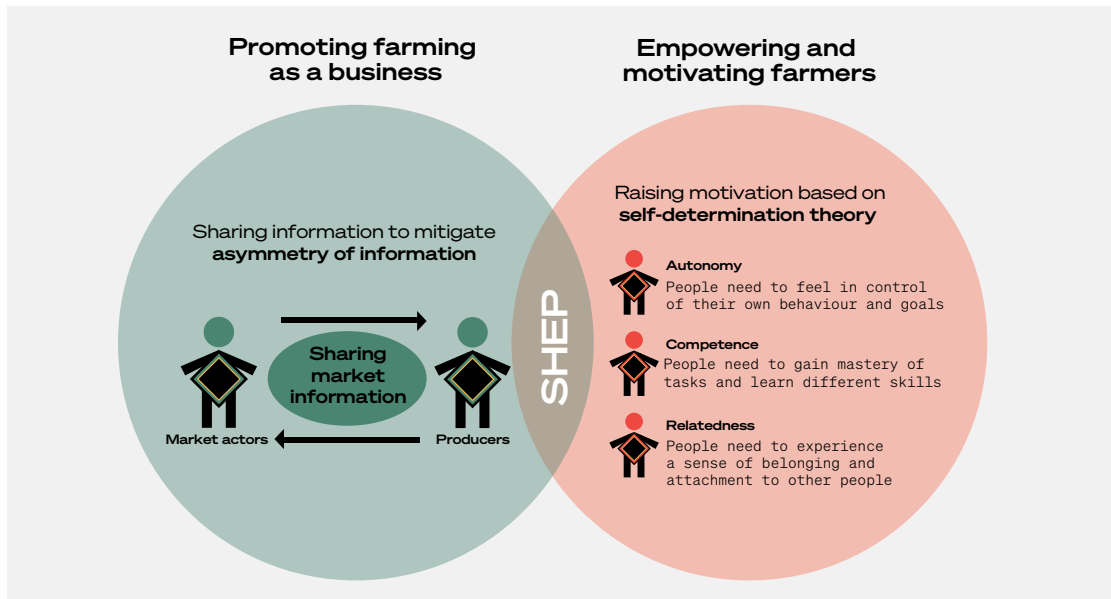 Promoting farming
as a business
Empowering and
motivating farmers
Sharing information to mitigate
asymmetry of information
Sharing
market
information
Market actors
Producers
SHEP
Raising motivation based on
self-determination theory
Autonomy
People need to feel in control
of their own behaviour and goals
Competence
People need to gain mastery of
tasks and learn different skills
Relatedness
People need to experience
a sense of belonging and
attachment to other people